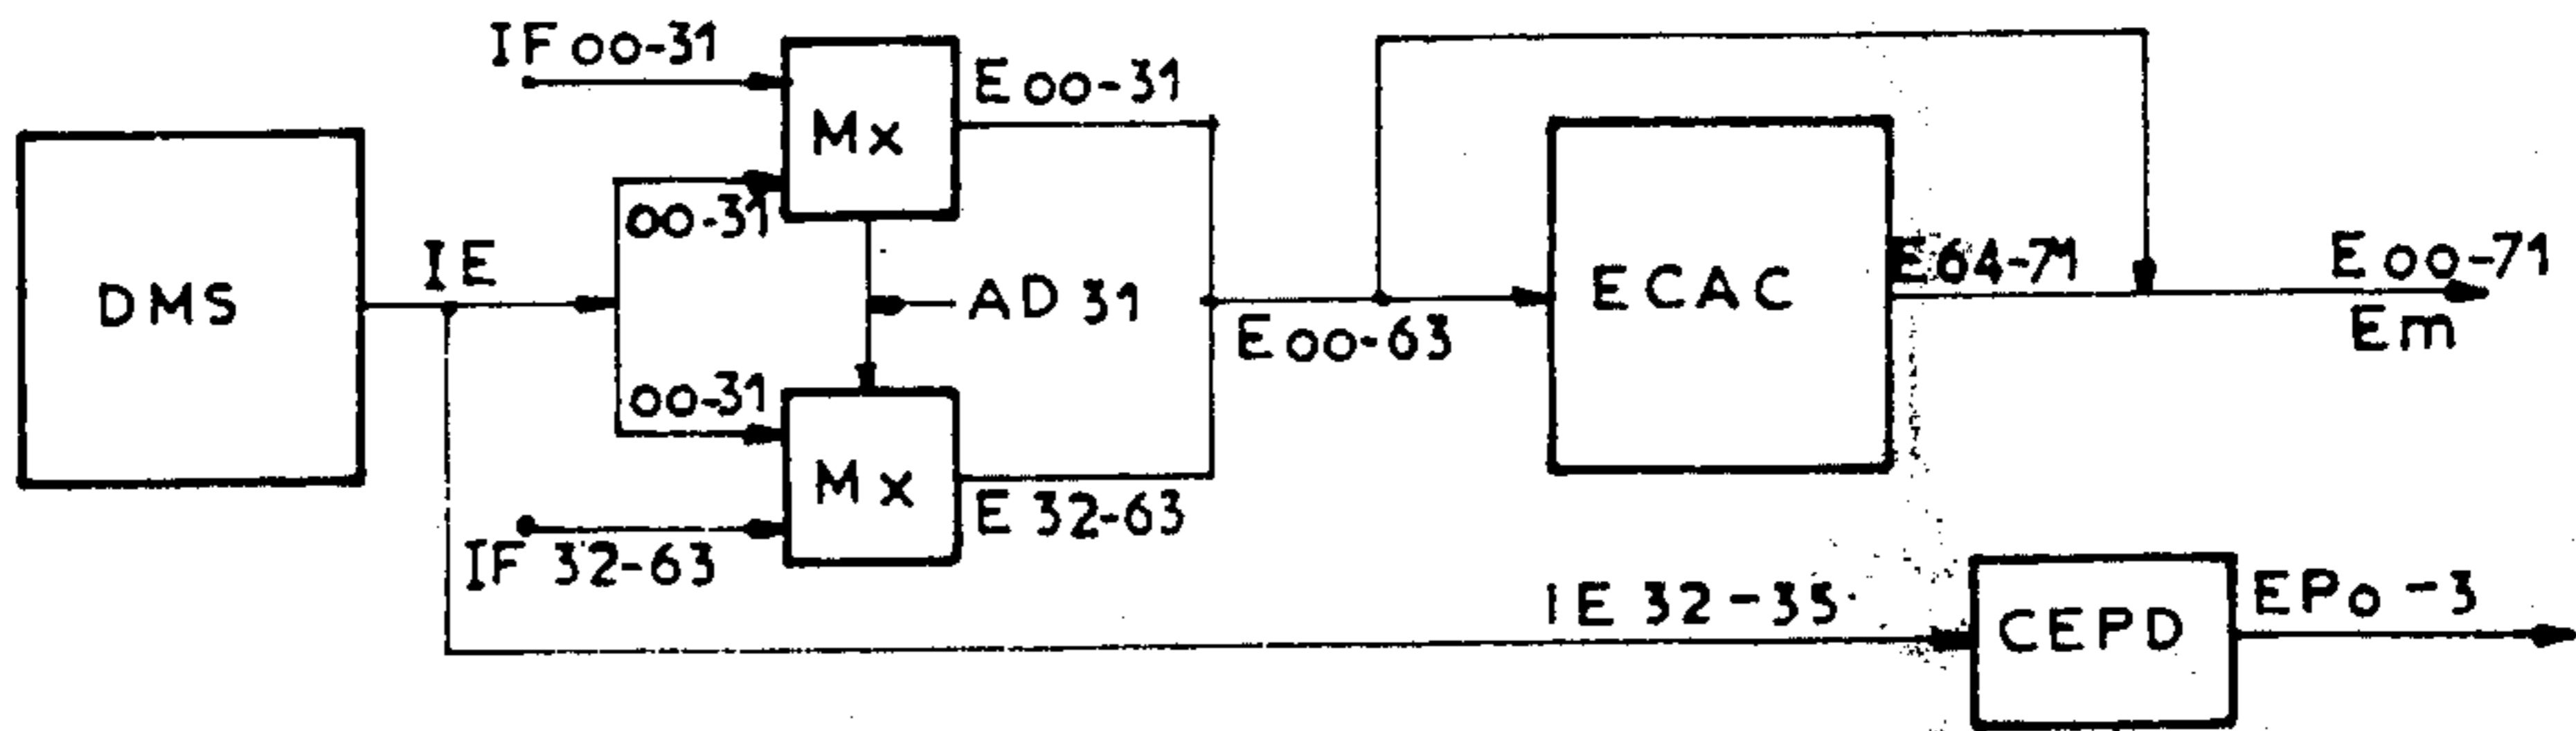 IF 00-31
E 00-31
Mx
00-31
IE
DMS
AD 31
E 00-63
ECAC
E64-71
E 00-71
Em
00-31
Mx
E 32-63
IF 32-63
IE 32-35
CEPD
EP0-3